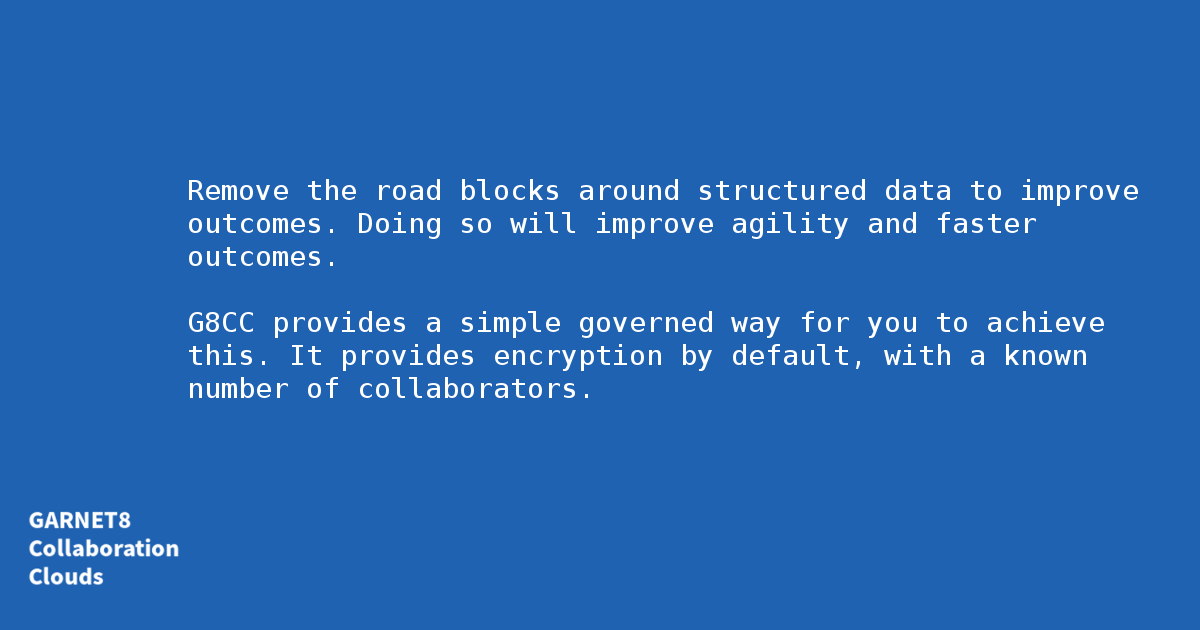 Remove the road blocks around structured data to improve
outcomes. Doing so will improve agility and faster
outcomes.
G8CC provides a simple governed way for you to achieve
this. It provides encryption by default, with a known
number of collaborators.
GARNET8
Collaboration
Clouds